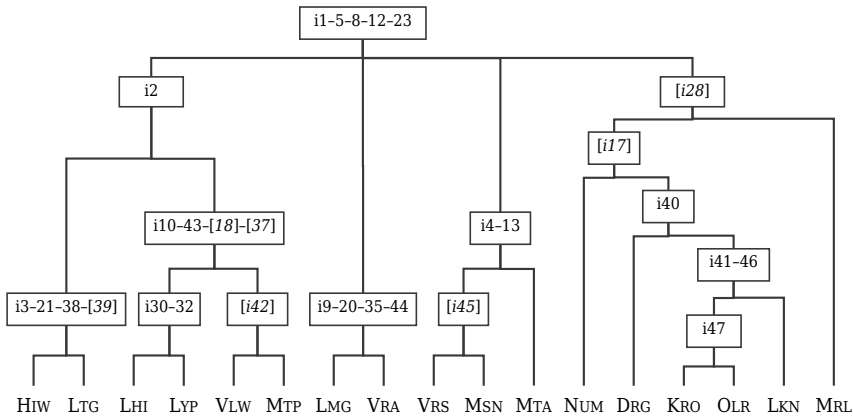 i1–5–8–12–23
i2
[i28]
[i17]
i40
i10–43–[18]–[37]
i4–13
i41–46
i3–21–38–[39]
i30–32
[i42]
i9–20–35–44
[i45]
i47
HIW LTG LHI LYP VLW MTP LMG VRA VRS MSN MTA NUM DRG KRO OLR LKN MRL